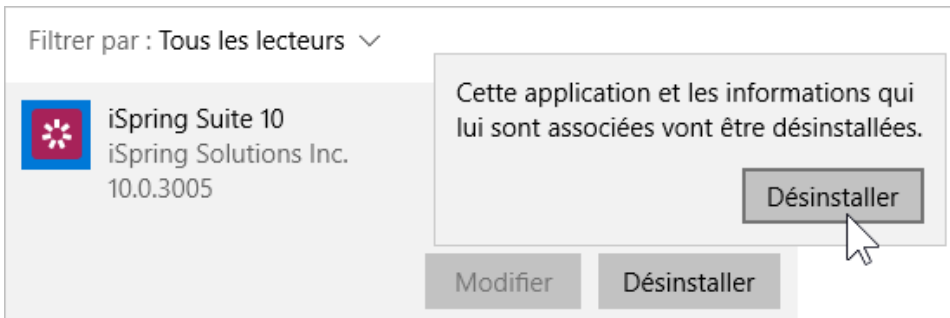 Filtrer par : Tous les lecteurs
iSpring Suite 10
iSpring Solutions Inc.
10.0.3005
Cette application et les informations qui
lui sont associées vont être désinstallées.
Désinstaller
Modifier
Désinstaller